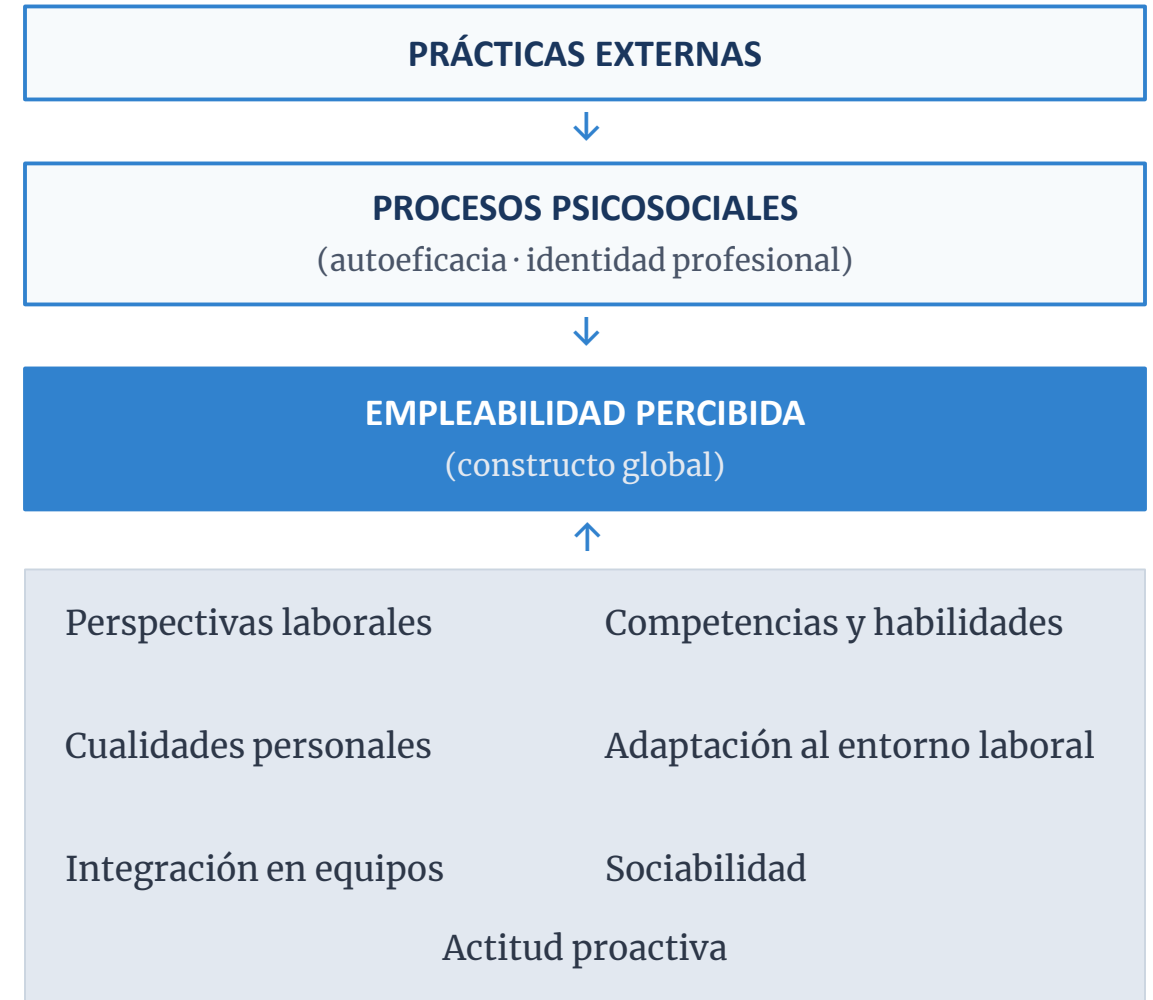 PRÁCTICAS EXTERNAS
↓
PROCESOS PSICOSOCIALES
(autoeficacia · identidad profesional)
↓
EMPLEABILIDAD PERCIBIDA
(constructo global)
↑
Perspectivas laborales
Competencias y habilidades
Cualidades personales
Adaptación al entorno laboral
Integración en equipos
Sociabilidad
Actitud proactiva